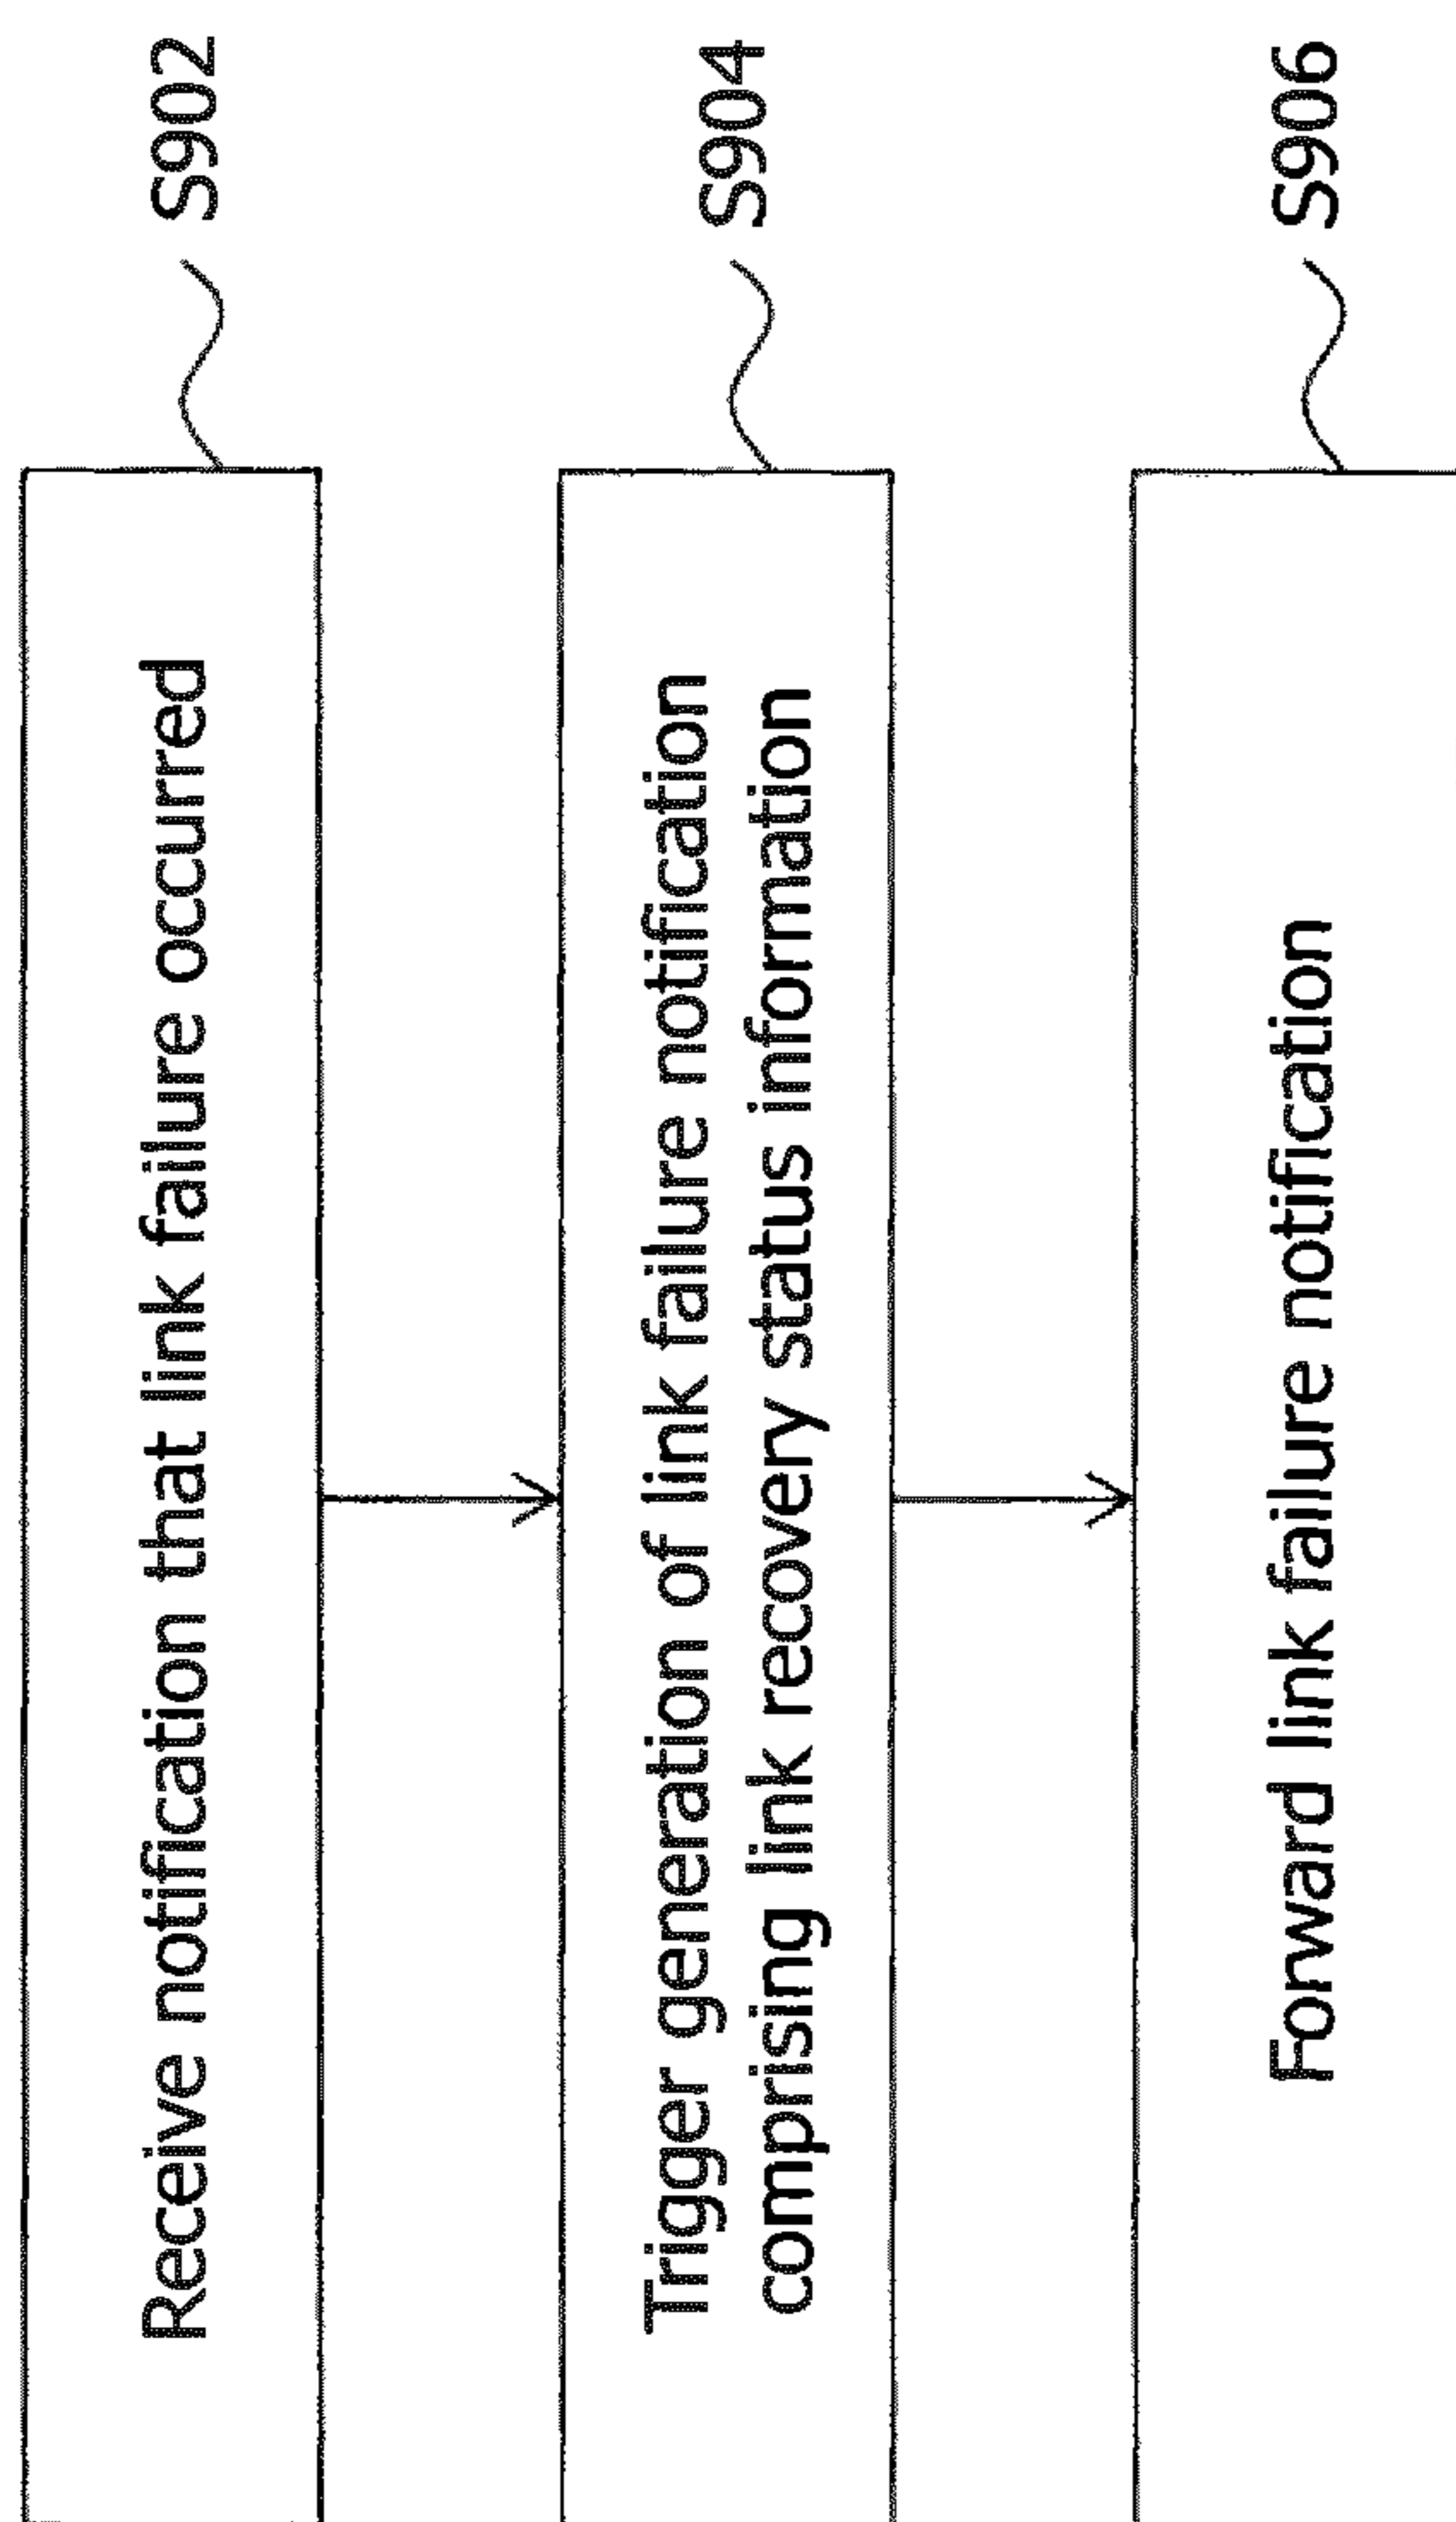 Receive notification that link failure occurred
S902
Trigger generation of link failure notification
comprising link recovery status information
S904
Forward link failure notification
S906